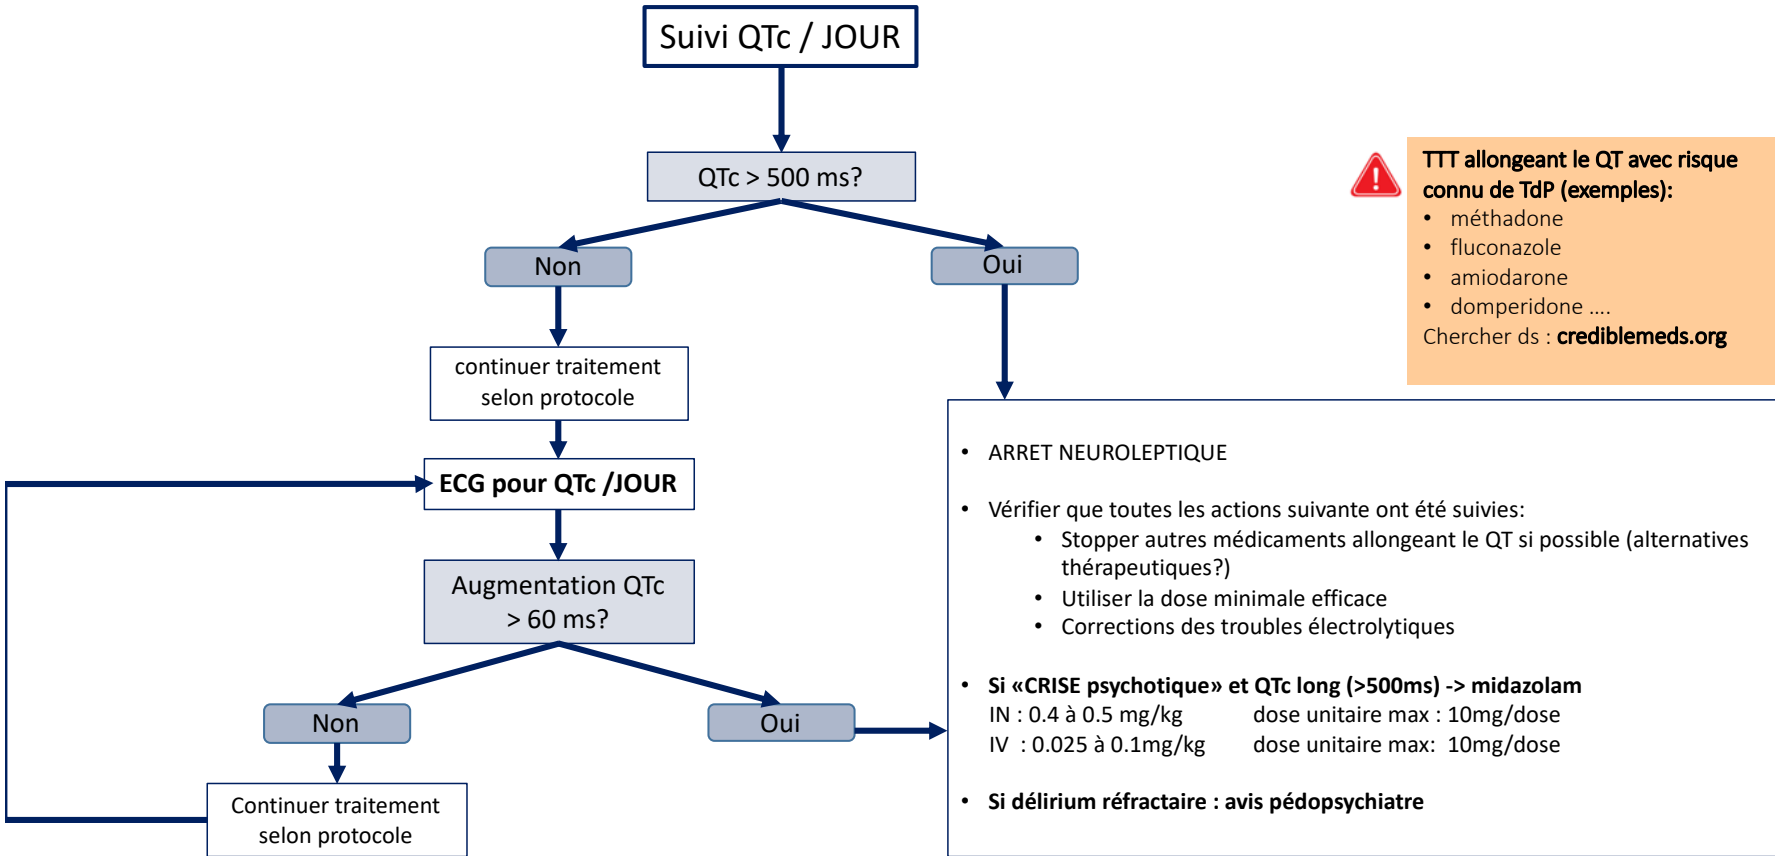 Suivi QTc / JOUR
QTc > 500 ms?
Non
Oui
TTT allongeant le QT avec risque
connu de TdP (exemples):
• méthadone
• fluconazole
• amiodarone
• domperidone ....
Chercher ds : crediblemeds.org
continuer traitement
selon protocole
ECG pour QTc /JOUR
Augmentation QTc
> 60 ms?
Non
Oui
Continuer traitement
selon protocole
• ARRET NEUROLEPTIQUE
• Vérifier que toutes les actions suivante ont été suivies:
• Stopper autres médicaments allongeant le QT si possible (alternatives
thérapeutiques?)
• Utiliser la dose minimale efficace
• Corrections des troubles électrolytiques
• Si «CRISE psychotique» et QTc long (>500ms) -> midazolam
IN : 0.4 à 0.5 mg/kg dose unitaire max : 10mg/dose
IV : 0.025 à 0.1mg/kg dose unitaire max: 10mg/dose
• Si délirium réfractaire : avis pédopsychiatre